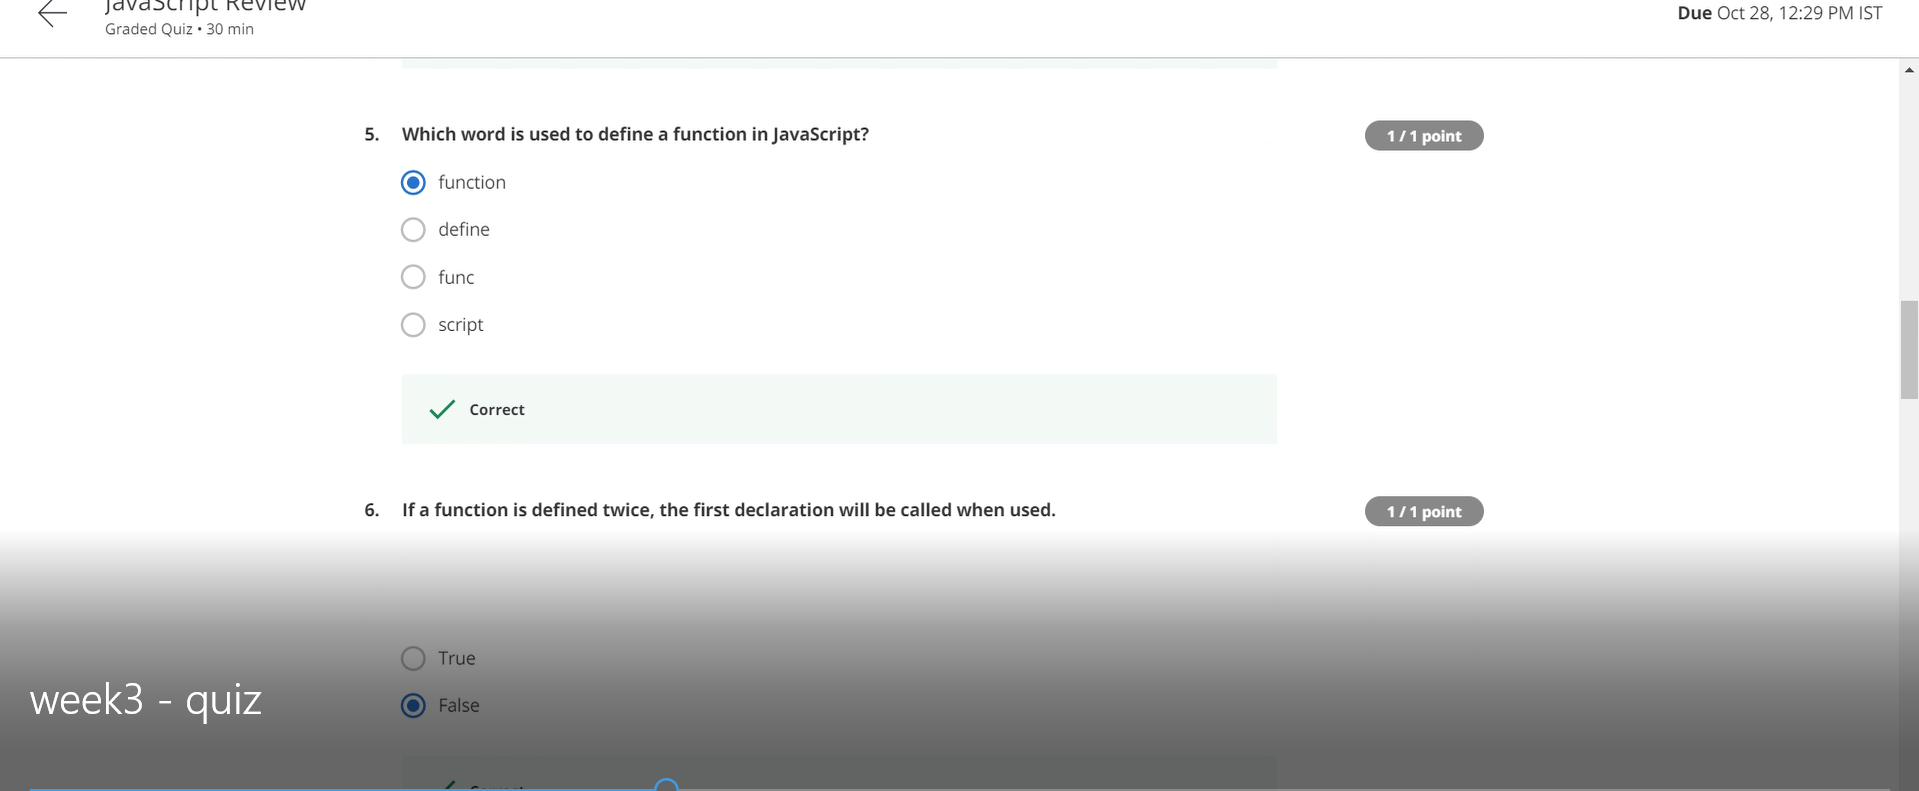 JavaScript Review
Graded Quiz • 30 min
Due Oct 28, 12:29 PM IST
5. Which word is used to define a function in JavaScript?
1 / 1 point
function
define
func
script
Correct
6. If a function is defined twice, the first declaration will be called when used.
1 / 1 point
True
week3 - quiz
False
Correct